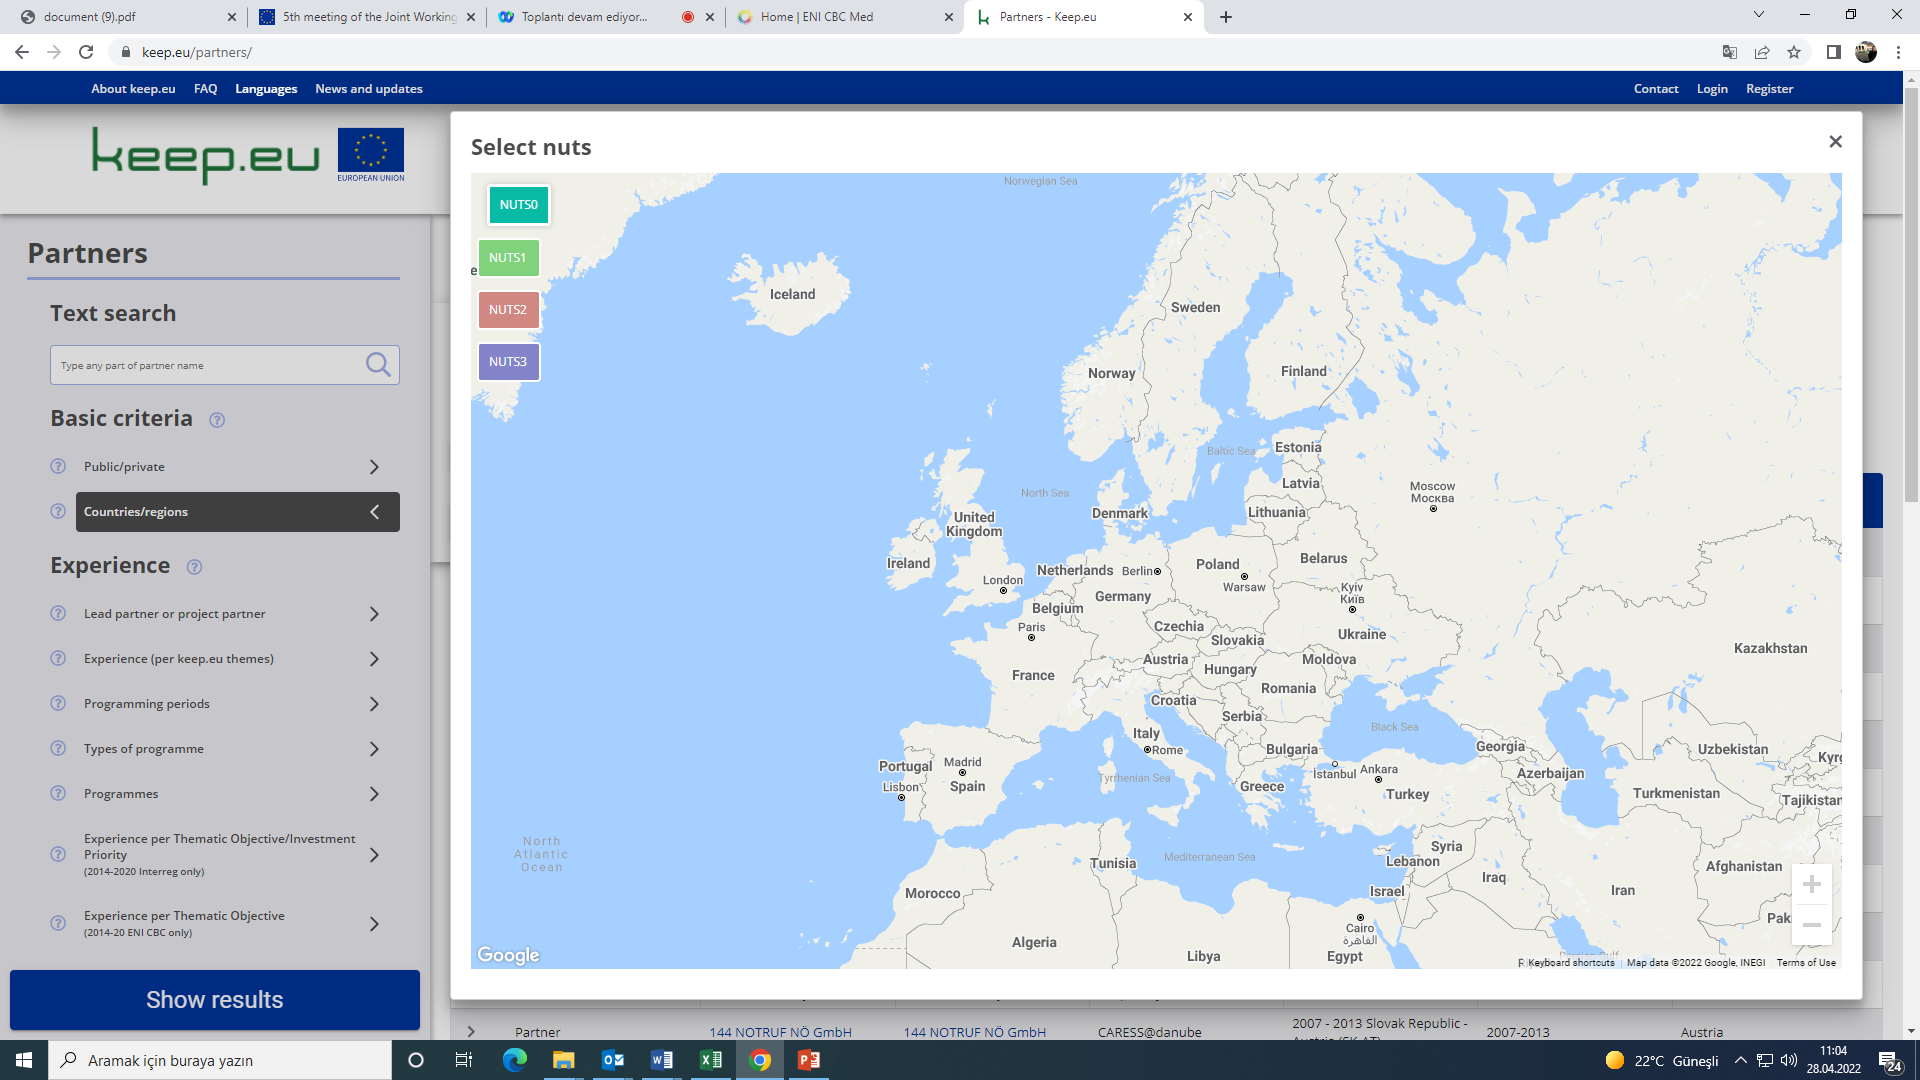 document (9).pdf
5th meeting of the Joint Working
Toplantı devam ediyor...
Home | ENI CBC Med
Partners - Keep.eu
keep.eu/partners/
About keep.eu
FAQ
Languages
News and updates
Contact
Login
Register
keep.eu
EUROPEAN UNION
Partners
Text search
Type any part of partner name
Basic criteria
Public/private
Countries/regions
Experience
Lead partner or project partner
Experience (per keep.eu themes)
Programming periods
Types of programme
Programmes
Experience per Thematic Objective/Investment
Priority
(2014-2020 Interreg only)
Experience per Thematic Objective
(2014-20 ENI CBC only)
Show results
Select nuts
NUTS0
NUTS1
NUTS2
NUTS3
Norwegian Sea
Iceland
Sweden
Norway
Finland
Estonia
Baltic Sea
Latvia
North Sea
Moscow
Москва
Denmark
Lithuania
United
Kingdom
Ireland
Belarus
Netherlands
Berlin
Poland
Warsaw
London
Germany
Kyiv
Київ
Belgium
Paris
Czechia
Slovakia
Ukraine
Kazakhstan
Austria
Hungary
Moldova
France
Romania
Croatia
Serbia
Black Sea
Italy
Rome
Bulgaria
Georgia
Uzbekistan
Kyrg
Portugal
Madrid
Spain
Lisbon
Tyrrhenian Sea
İstanbul
Ankara
Azerbaijan
Greece
Turkey
Turkmenistan
Tajikistan
North
Atlantic
Ocean
Tunisia
Mediterranean Sea
Syria
Lebanon
Afghanistan
Iraq
Iran
Israel
Morocco
Pak
Cairo
القاهرة
Algeria
Libya
Egypt
Google
Keyboard shortcuts
Map data ©2022 Google, INEGI
Terms of Use
Partner
144 NOTRUF NÖ GmbH
144 NOTRUF NÖ GmbH
CARESS@danube
2007 - 2013 Slovak Republic -
Austria (SK-AT)
2007-2013
Austria
Aramak için buraya yazın
22°C Güneşli
11:04
28.04.2022
24